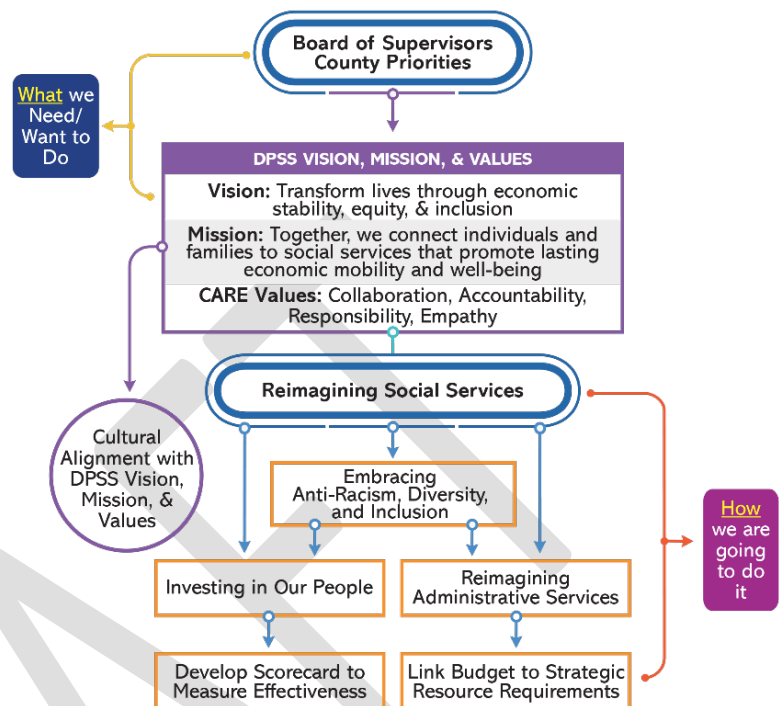 Board of Supervisors
County Priorities
What we
Need/
Want to
Do
DPSS VISION, MISSION, & VALUES
Vision: Transform lives through economic
stability, equity, & inclusion
Mission: Together, we connect individuals and
families to social services that promote lasting
economic mobility and well-being
CARE Values: Collaboration, Accountability,
Responsibility, Empathy
Reimagining Social Services
Cultural
Alignment with
DPSS Vision,
Mission, &
Values
Embracing
Anti-Racism, Diversity,
and Inclusion
How
we are
going
to do
it
Investing in Our People
Reimagining
Administrative Services
Develop Scorecard to
Measure Effectiveness
Link Budget to Strategic
Resource Requirements